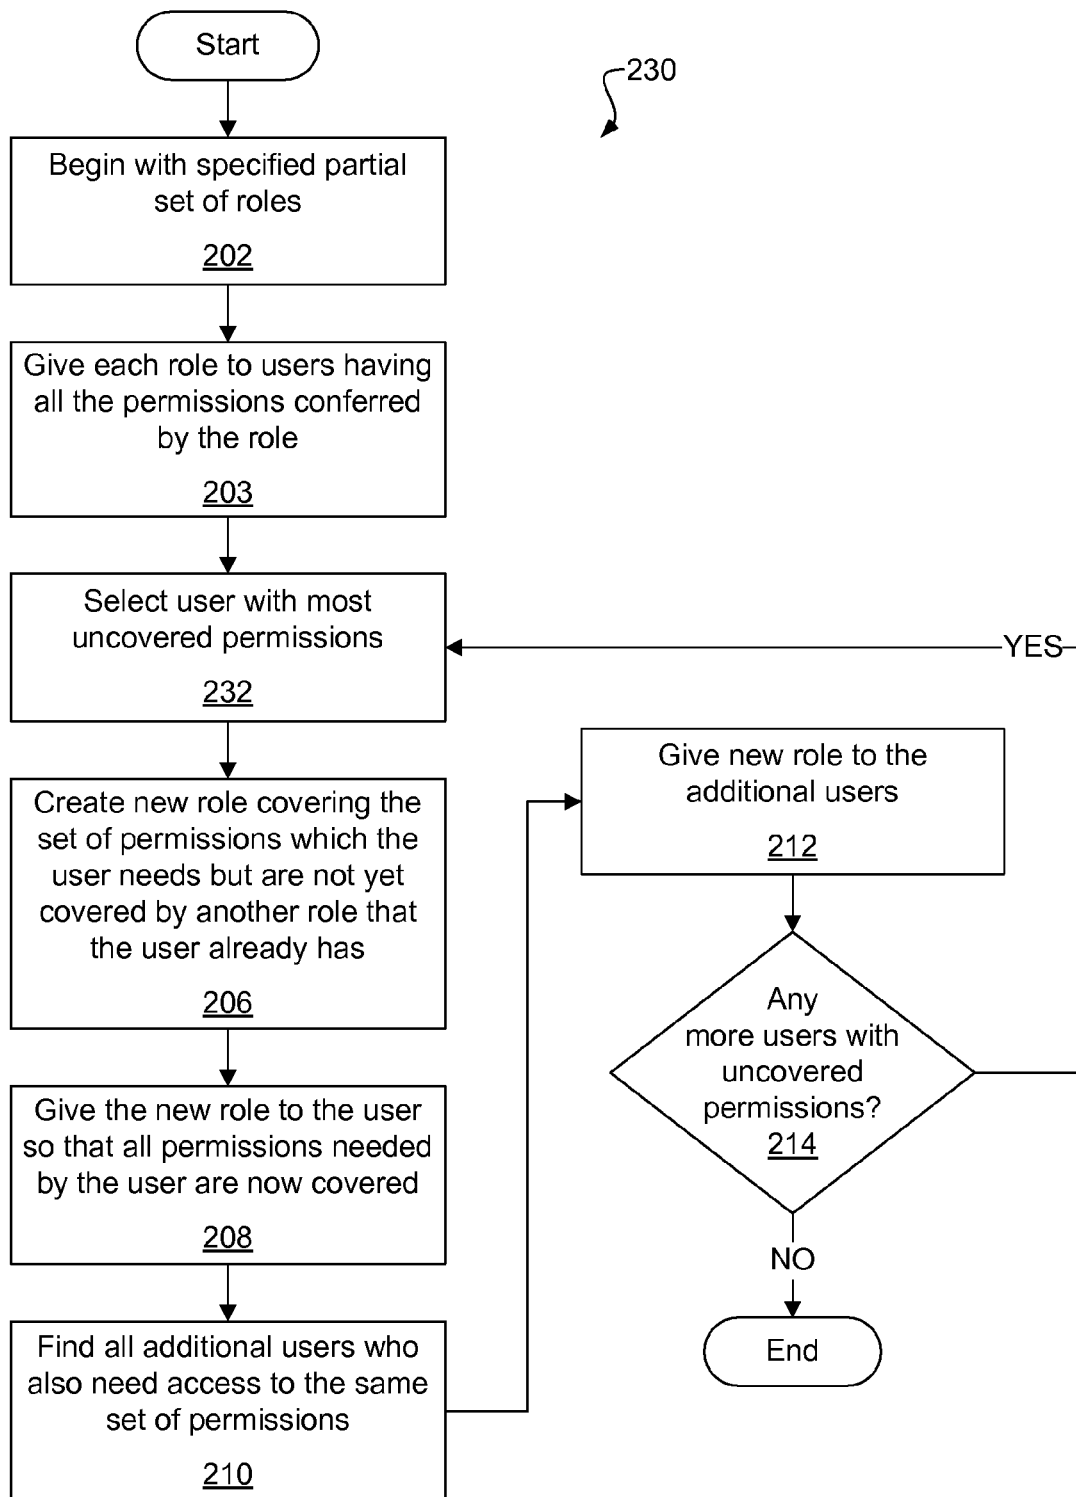 Start
230
Begin with specified partial
set of roles
202
Give each role to users having
all the permissions conferred
by the role
203
Select user with most
uncovered permissions
232
YES
Create new role covering the
set of permissions which the
user needs but are not yet
covered by another role that
the user already has
206
Give the new role to the user
so that all permissions needed
by the user are now covered
208
Find all additional users who
also need access to the same
set of permissions
210
Give new role to the
additional users
212
Any
more users with
uncovered
permissions?
214
NO
End